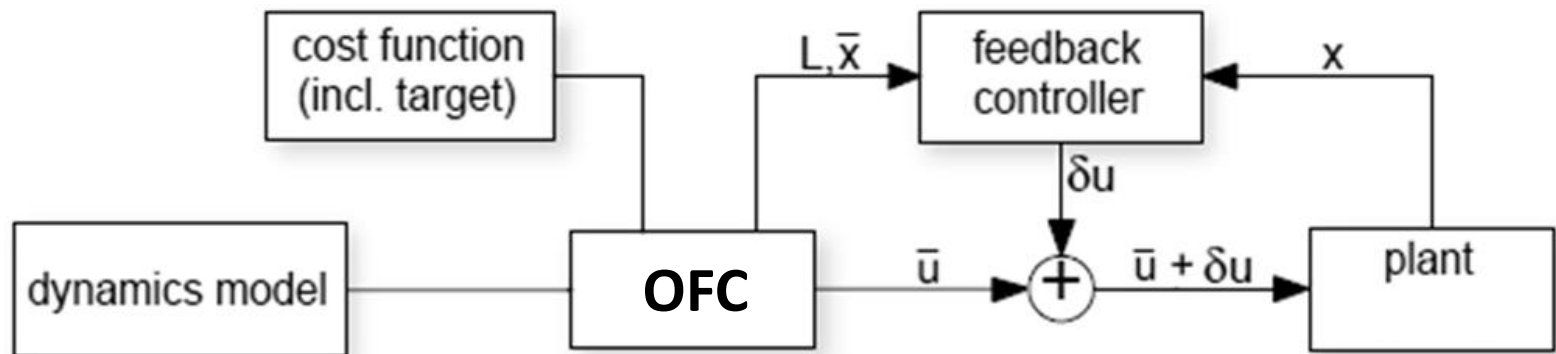 cost function
(incl. target)
L, x̄
feedback
controller
x
δu
dynamics model
OFC
ū
+
ū + δu
plant